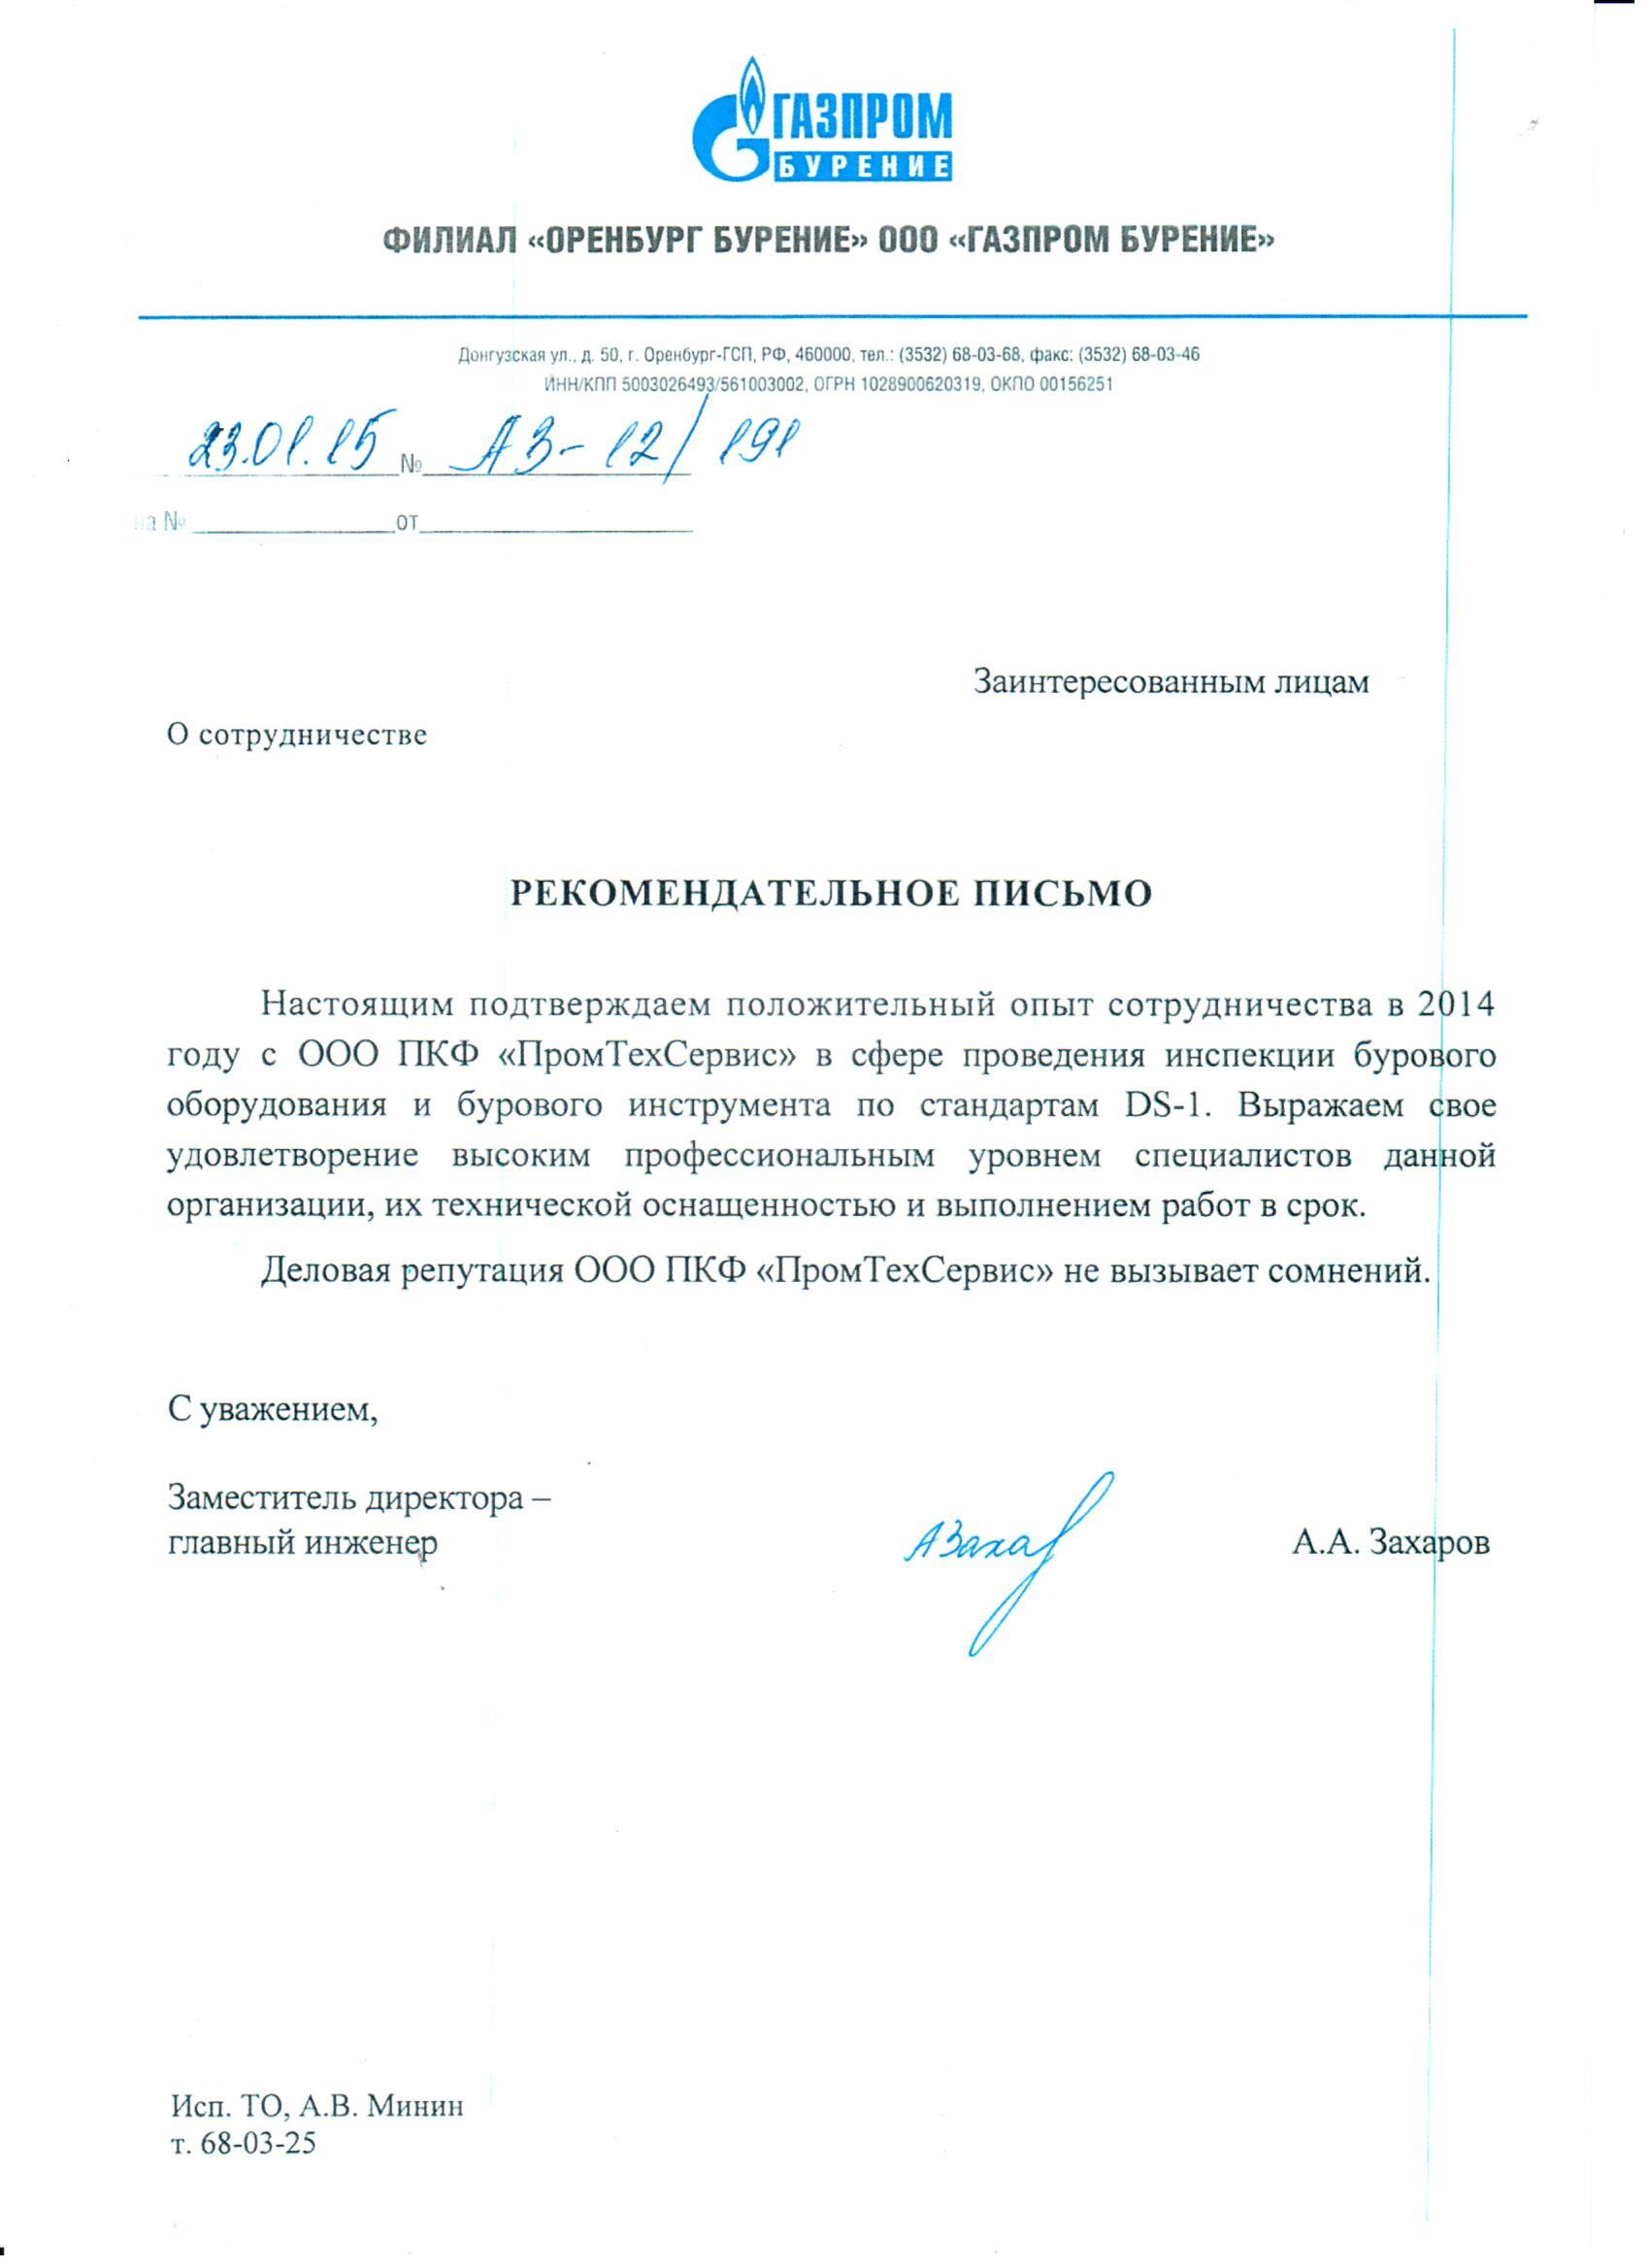 ГАЗПРОМ
БУРЕНИЕ
ФИЛИАЛ «ОРЕНБУРГ БУРЕНИЕ» ООО «ГАЗПРОМ БУРЕНИЕ»
Донгузская ул., д. 50, г. Оренбург-ГСП, РФ, 460000, тел.: (3532) 68-03-68, факс: (3532) 68-03-46
ИНН/КПП 5003026493/561003002, ОГРН 1028900620319, ОКПО 00156251
23.01.15 № АЗ-12/191
на № от
Заинтересованным лицам
О сотрудничестве
РЕКОМЕНДАТЕЛЬНОЕ ПИСЬМО
Настоящим подтверждаем положительный опыт сотрудничества в 2014
году с ООО ПКФ «ПромТехСервис» в сфере проведения инспекции бурового
оборудования и бурового инструмента по стандартам DS-1. Выражаем свое
удовлетворение высоким профессиональным уровнем специалистов данной
организации, их технической оснащенностью и выполнением работ в срок.
Деловая репутация ООО ПКФ «ПромТехСервис» не вызывает сомнений.
С уважением,
Заместитель директора –
главный инженер
АЗахар
А.А. Захаров
Исп. ТО, А.В. Минин
т. 68-03-25